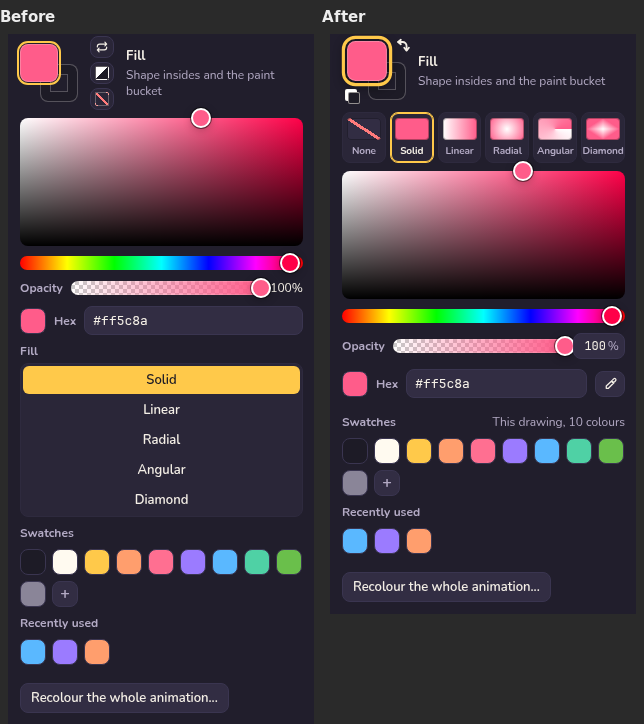 Before
Fill
Shape insides and the paint
bucket
Opacity
100%
Hex
#ff5c8a
Fill
Solid
Linear
Radial
Angular
Diamond
Swatches
+
Recently used
Recolour the whole animation...
After
Fill
Shape insides and the paint bucket
None
Solid
Linear
Radial
Angular
Diamond
Opacity
100 %
Hex
#ff5c8a
Swatches
This drawing, 10 colours
+
Recently used
Recolour the whole animation...